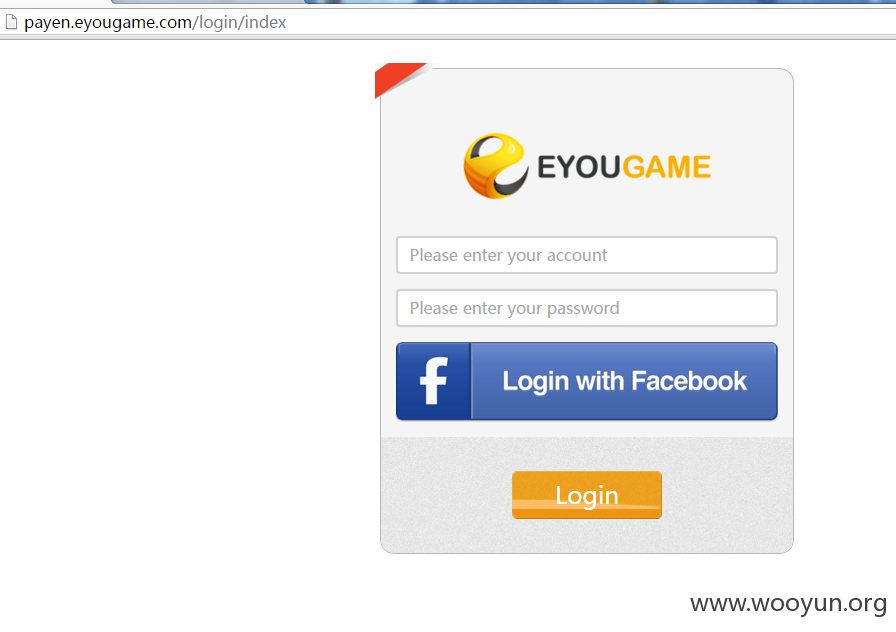 payen.eyougame.com/login/index
EYOUGAME
Please enter your account
Please enter your password
f Login with Facebook
Login
www.wooyun.org